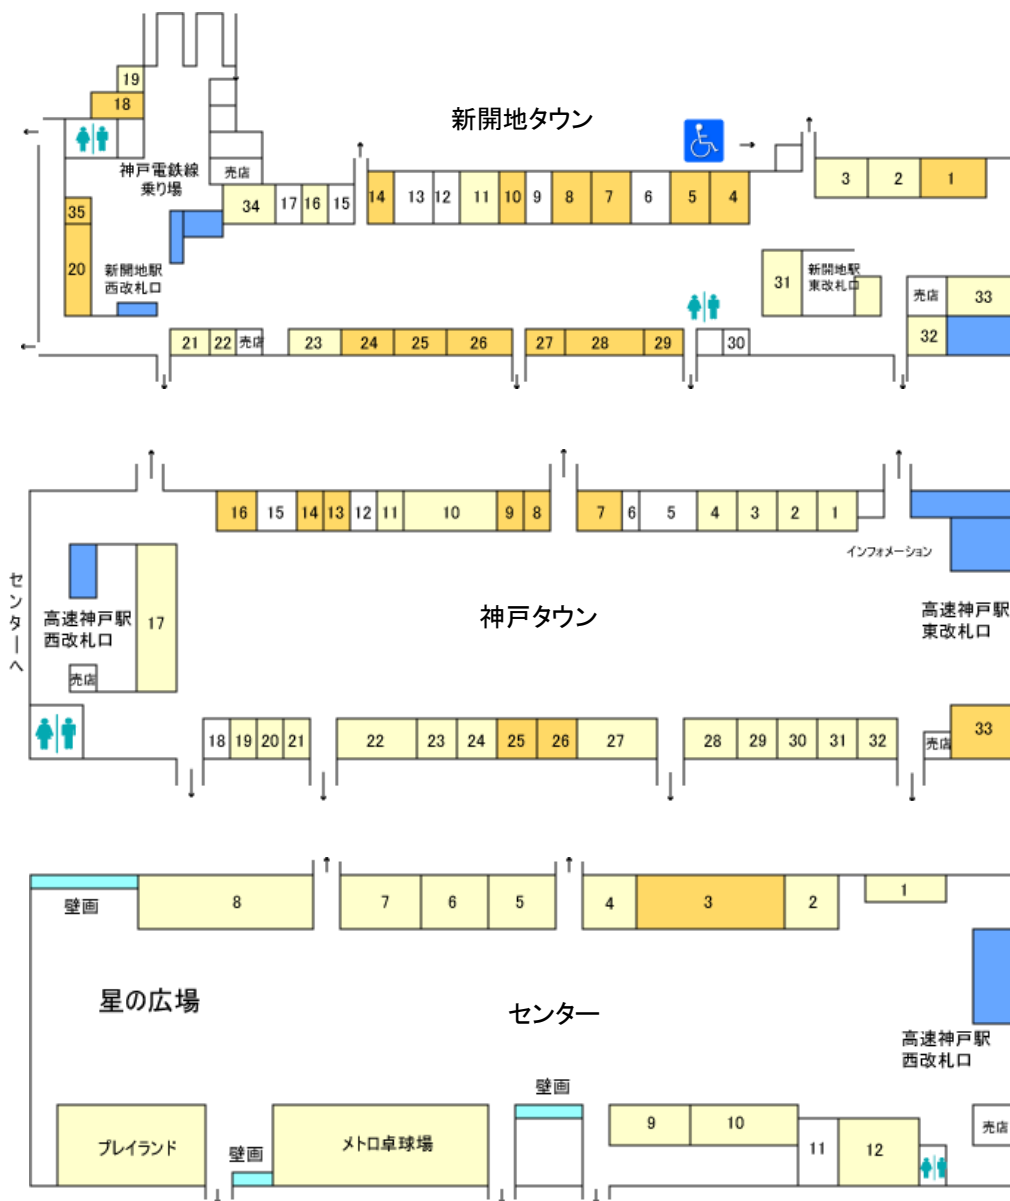 19
18
新開地タウン
神戸電鉄線
乗り場
売店
3
2
1
34
17
16
15
14
13
12
11
10
9
8
7
6
5
4
35
20
新開地駅
西改札口
31
新開地駅
東改札口
売店
33
32
21
22
売店
23
24
25
26
27
28
29
30
16
15
14
13
12
11
10
9
8
7
6
5
4
3
2
1
インフォメーション
センターへ
高速神戸駅
西改札口
17
神戸タウン
高速神戸駅
東改札口
売店
18
19
20
21
22
23
24
25
26
27
28
29
30
31
32
売店
33
壁画
8
7
6
5
4
3
2
1
星の広場
センター
高速神戸駅
西改札口
プレイランド
壁画
メトロ卓球場
壁画
9
10
11
12
売店